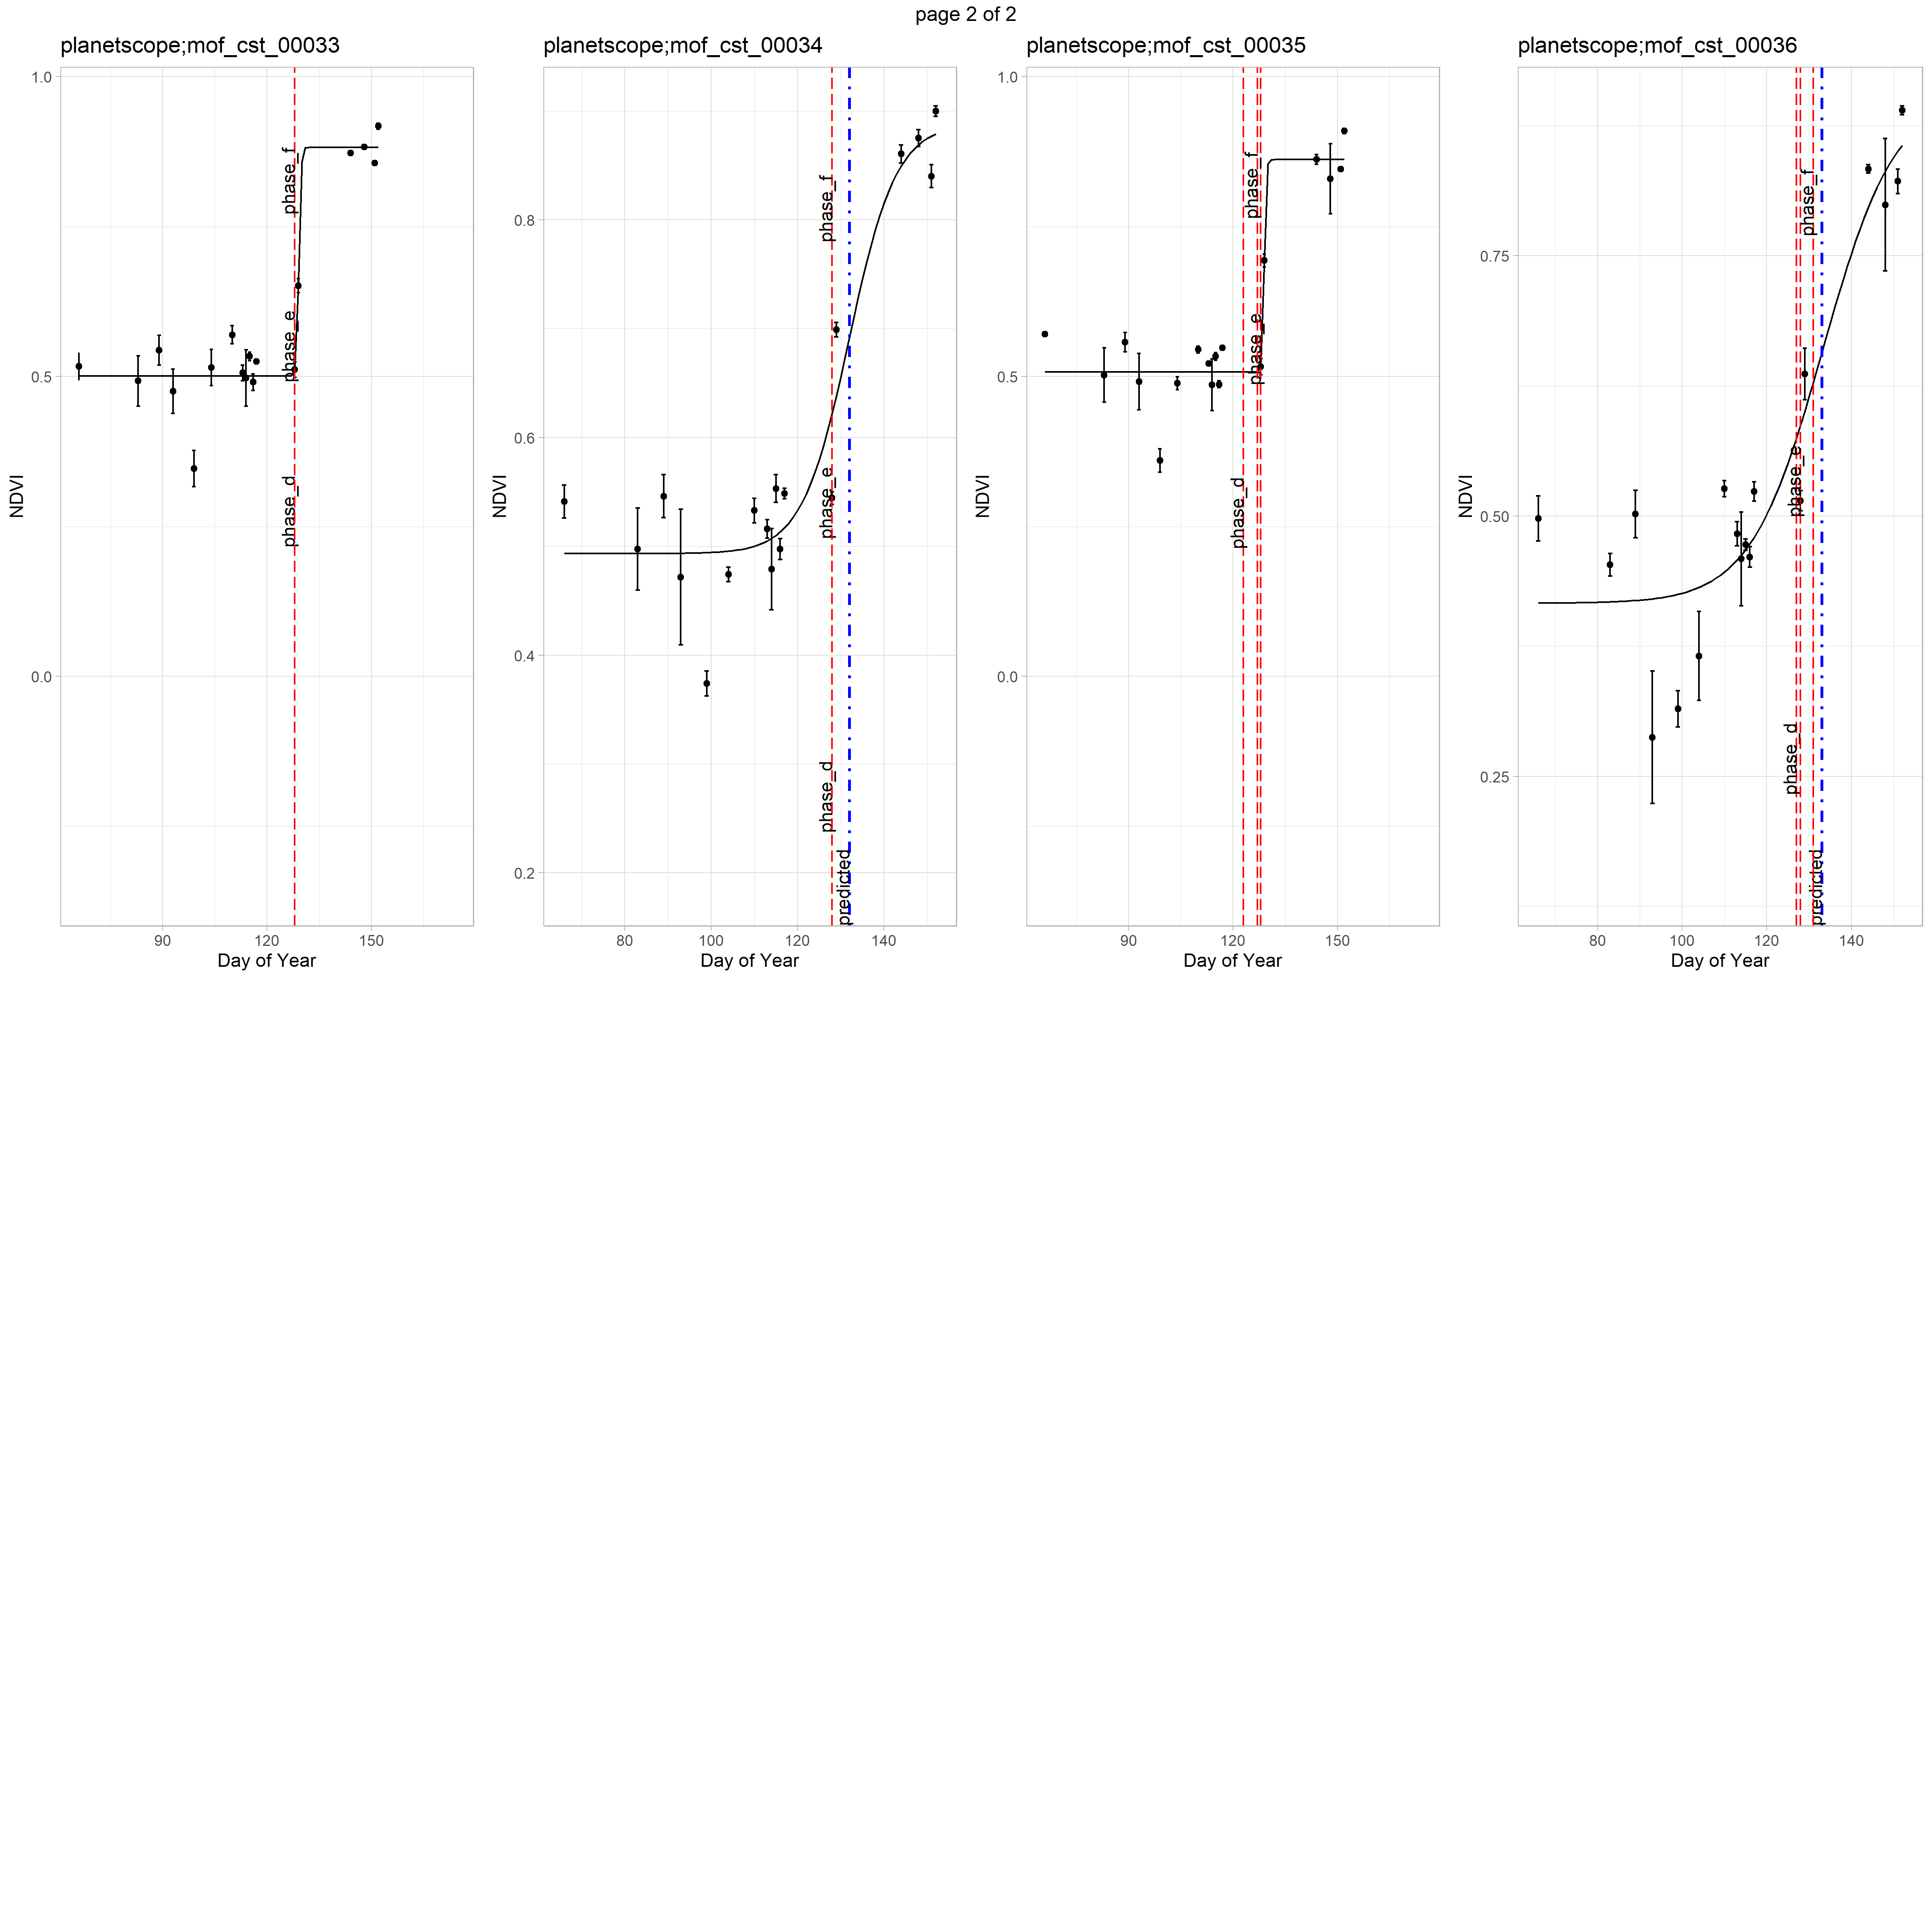 page 2 of 2
planetscope;mof_cst_00033
NDVI
1.0
0.5
0.0
phase_f
phase_e
phase_d
90
120
150
Day of Year
planetscope;mof_cst_00034
NDVI
0.8
0.6
0.4
0.2
phase_f
phase_e
phase_d
predicted
80
100
120
140
Day of Year
planetscope;mof_cst_00035
NDVI
1.0
0.5
0.0
phase_f
phase_e
phase_d
90
120
150
Day of Year
planetscope;mof_cst_00036
NDVI
0.75
0.50
0.25
phase_f
phase_e
phase_d
predicted
80
100
120
140
Day of Year